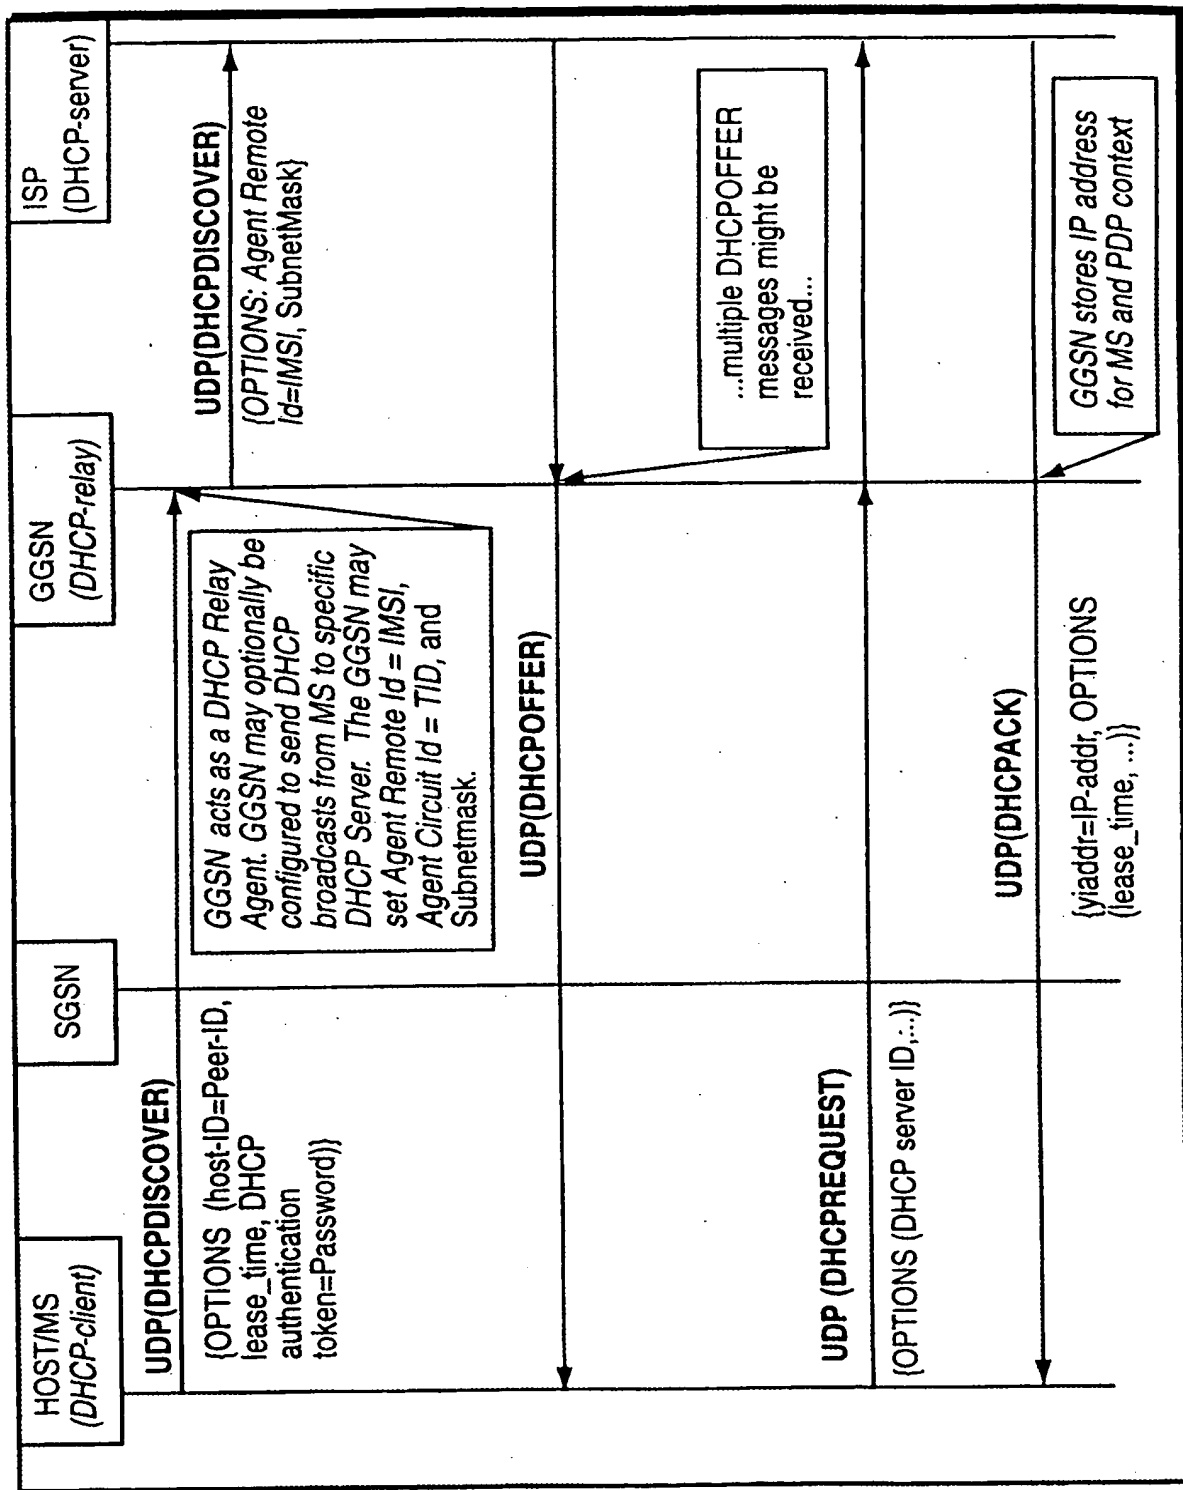 HOST/MS
(DHCP-client)
SGSN
GGSN
(DHCP-relay)
ISP
(DHCP-server)
UDP(DHCPDISCOVER)
{OPTIONS (host-ID=Peer-ID,
lease_time, DHCP
authentication
token=Password)}
UDP(DHCPDISCOVER)
{OPTIONS: Agent Remote
Id=IMSI, SubnetMask}
GGSN acts as a DHCP Relay
Agent. GGSN may optionally be
configured to send DHCP
broadcasts from MS to specific
DHCP Server. The GGSN may
set Agent Remote Id = IMSI,
Agent Circuit Id = TID, and
Subnetmask.
UDP(DHCPOFFER)
...multiple DHCPOFFER
messages might be
received...
UDP (DHCPREQUEST)
{OPTIONS (DHCP server ID,...)}
UDP(DHCPACK)
{yiaddr=IP-addr, OPTIONS
(lease_time, ...)}
GGSN stores IP address
for MS and PDP context